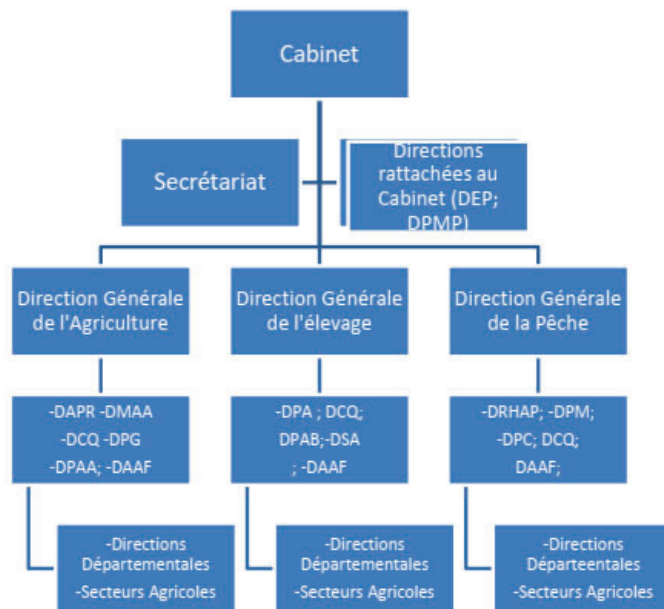 Cabinet
Secrétariat
Directions
rattachées au
Cabinet (DEP;
DPMP)
Direction Générale
de l'Agriculture
Direction Générale
de l'élevage
Direction Générale
de la Pêche
-DAPR -DMAA
-DCQ -DPG
-DPAA; -DAAF
-DPA ; DCQ;
DPAB;-DSA
; -DAAF
-DRHAP; -DPM;
-DPC; DCQ;
DAAF;
-Directions
Départementales
-Secteurs Agricoles
-Directions
Départementales
-Secteurs Agricoles
-Directions
Départeentales
-Secteurs Agricoles